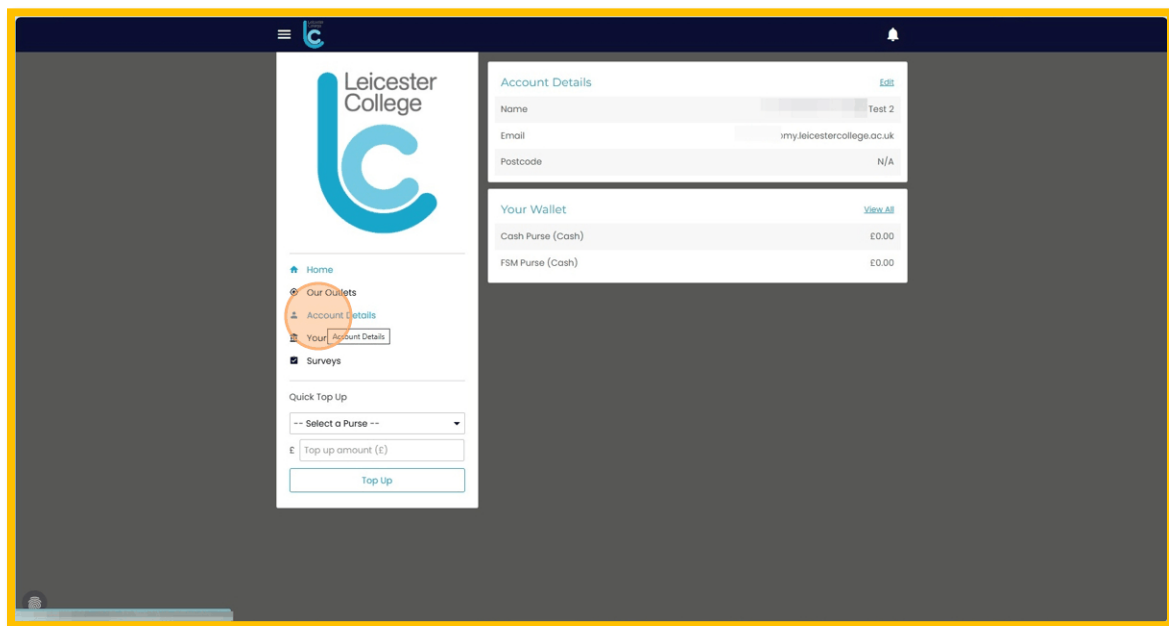 Leicester
College
Home
Our Outlets
Account Details
Your
Account Details
Surveys
Quick Top Up
-- Select a Purse --
£ Top up amount (£)
Top Up
Account Details Edit
Name Test 2
Email my.leicestercollege.ac.uk
Postcode N/A
Your Wallet View All
Cash Purse (Cash) £0.00
FSM Purse (Cash) £0.00